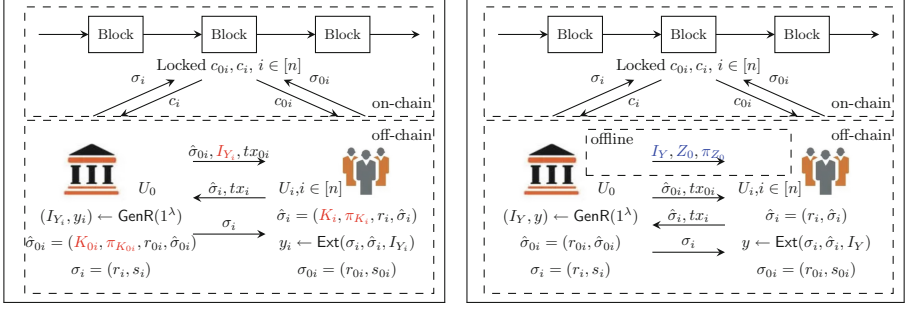 Block Block Block
Locked c_{0i}, c_i, i ∈ [n]
σ_i σ_{0i}
c_i c_{0i}
on-chain
off-chain
σ̂_{0i}, I_{Y_i}, tx_{0i}
U_0 σ̂_i, tx_i U_i, i ∈ [n]
(I_{Y_i}, y_i) ← GenR(1^λ) σ̂_i = (K_i, π_{K_i}, r_i, σ̂_i)
σ_i
σ̂_{0i} = (K_{0i}, π_{K_{0i}}, r_{0i}, σ̂_{0i}) y_i ← Ext(σ_i, σ̂_i, I_{Y_i})
σ_i = (r_i, s_i) σ_{0i} = (r_{0i}, s_{0i})
Block Block Block
Locked c_{0i}, c_i, i ∈ [n]
σ_i σ_{0i}
c_i c_{0i}
on-chain
offline off-chain
I_Y, Z_0, π_{Z_0}
U_0 σ̂_{0i}, tx_{0i} U_i, i ∈ [n]
(I_Y, y) ← GenR(1^λ) σ̂_i, tx_i σ̂_i = (r_i, σ̂_i)
σ̂_{0i} = (r_{0i}, σ̂_{0i}) σ_i y ← Ext(σ_i, σ̂_i, I_Y)
σ_i = (r_i, s_i) σ_{0i} = (r_{0i}, s_{0i})